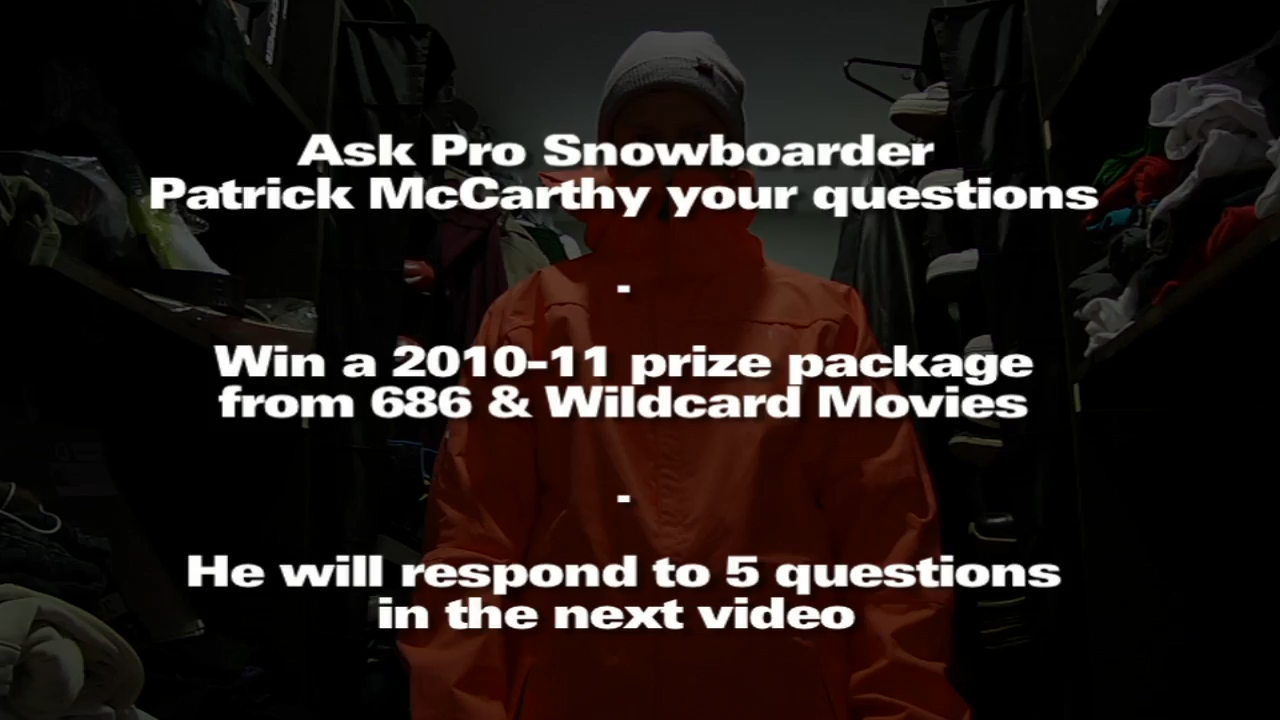 Ask Pro Snowboarder
Patrick McCarthy your questions
-
Win a 2010-11 prize package
from 686 & Wildcard Movies
-
He will respond to 5 questions
in the next video